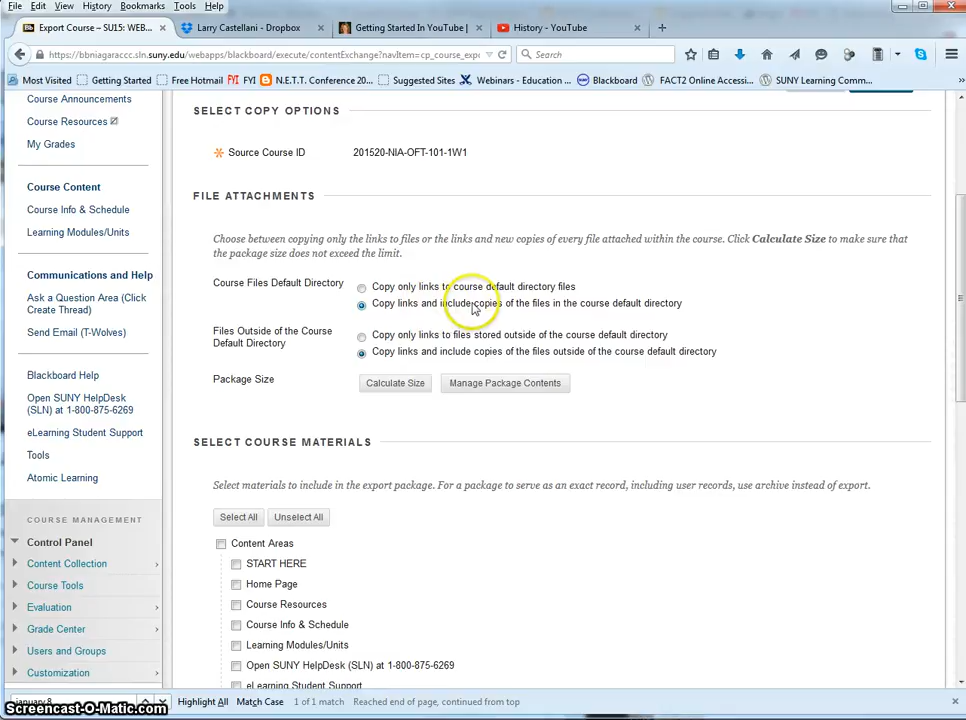 File Edit View History Bookmarks Tools Help
Export Course – SU15: WEB... × Larry Castellani - Dropbox × Getting Started In YouTube | ... × History - YouTube × +
https://bbniagaraccc.sln.suny.edu/webapps/blackboard/execute/contentExchange?navItem=cp_course_expo Search
Most Visited Getting Started Free Hotmail FYI FYI N.E.T.T. Conference 20... Suggested Sites Webinars - Education ... Blackboard FACT2 Online Accessi... SUNY Learning Comm... »
Course Announcements
Course Resources
My Grades
Course Content
Course Info & Schedule
Learning Modules/Units
Communications and Help
Ask a Question Area (Click
Create Thread)
Send Email (T-Wolves)
Blackboard Help
Open SUNY HelpDesk
(SLN) at 1-800-875-6269
eLearning Student Support
Tools
Atomic Learning
COURSE MANAGEMENT
Control Panel
Content Collection
Course Tools
Evaluation
Grade Center
Users and Groups
Customization
SELECT COPY OPTIONS
Source Course ID 201520-NIA-OFT-101-1W1
FILE ATTACHMENTS
Choose between copying only the links to files or the links and new copies of every file attached within the course. Click Calculate Size to make sure that
the package size does not exceed the limit.
Course Files Default Directory
Copy only links to course default directory files
Copy links and include copies of the files in the course default directory
Files Outside of the Course
Default Directory
Copy only links to files stored outside of the course default directory
Copy links and include copies of the files outside of the course default directory
Package Size Calculate Size Manage Package Contents
SELECT COURSE MATERIALS
Select materials to include in the export package. For a package to serve as an exact record, including user records, use archive instead of export.
Select All Unselect All
Content Areas
START HERE
Home Page
Course Resources
Course Info & Schedule
Learning Modules/Units
Open SUNY HelpDesk (SLN) at 1-800-875-6269
eLearning Student Support
january 8 Highlight All Match Case 1 of 1 match Reached end of page, continued from top
Screencast-O-Matic.com